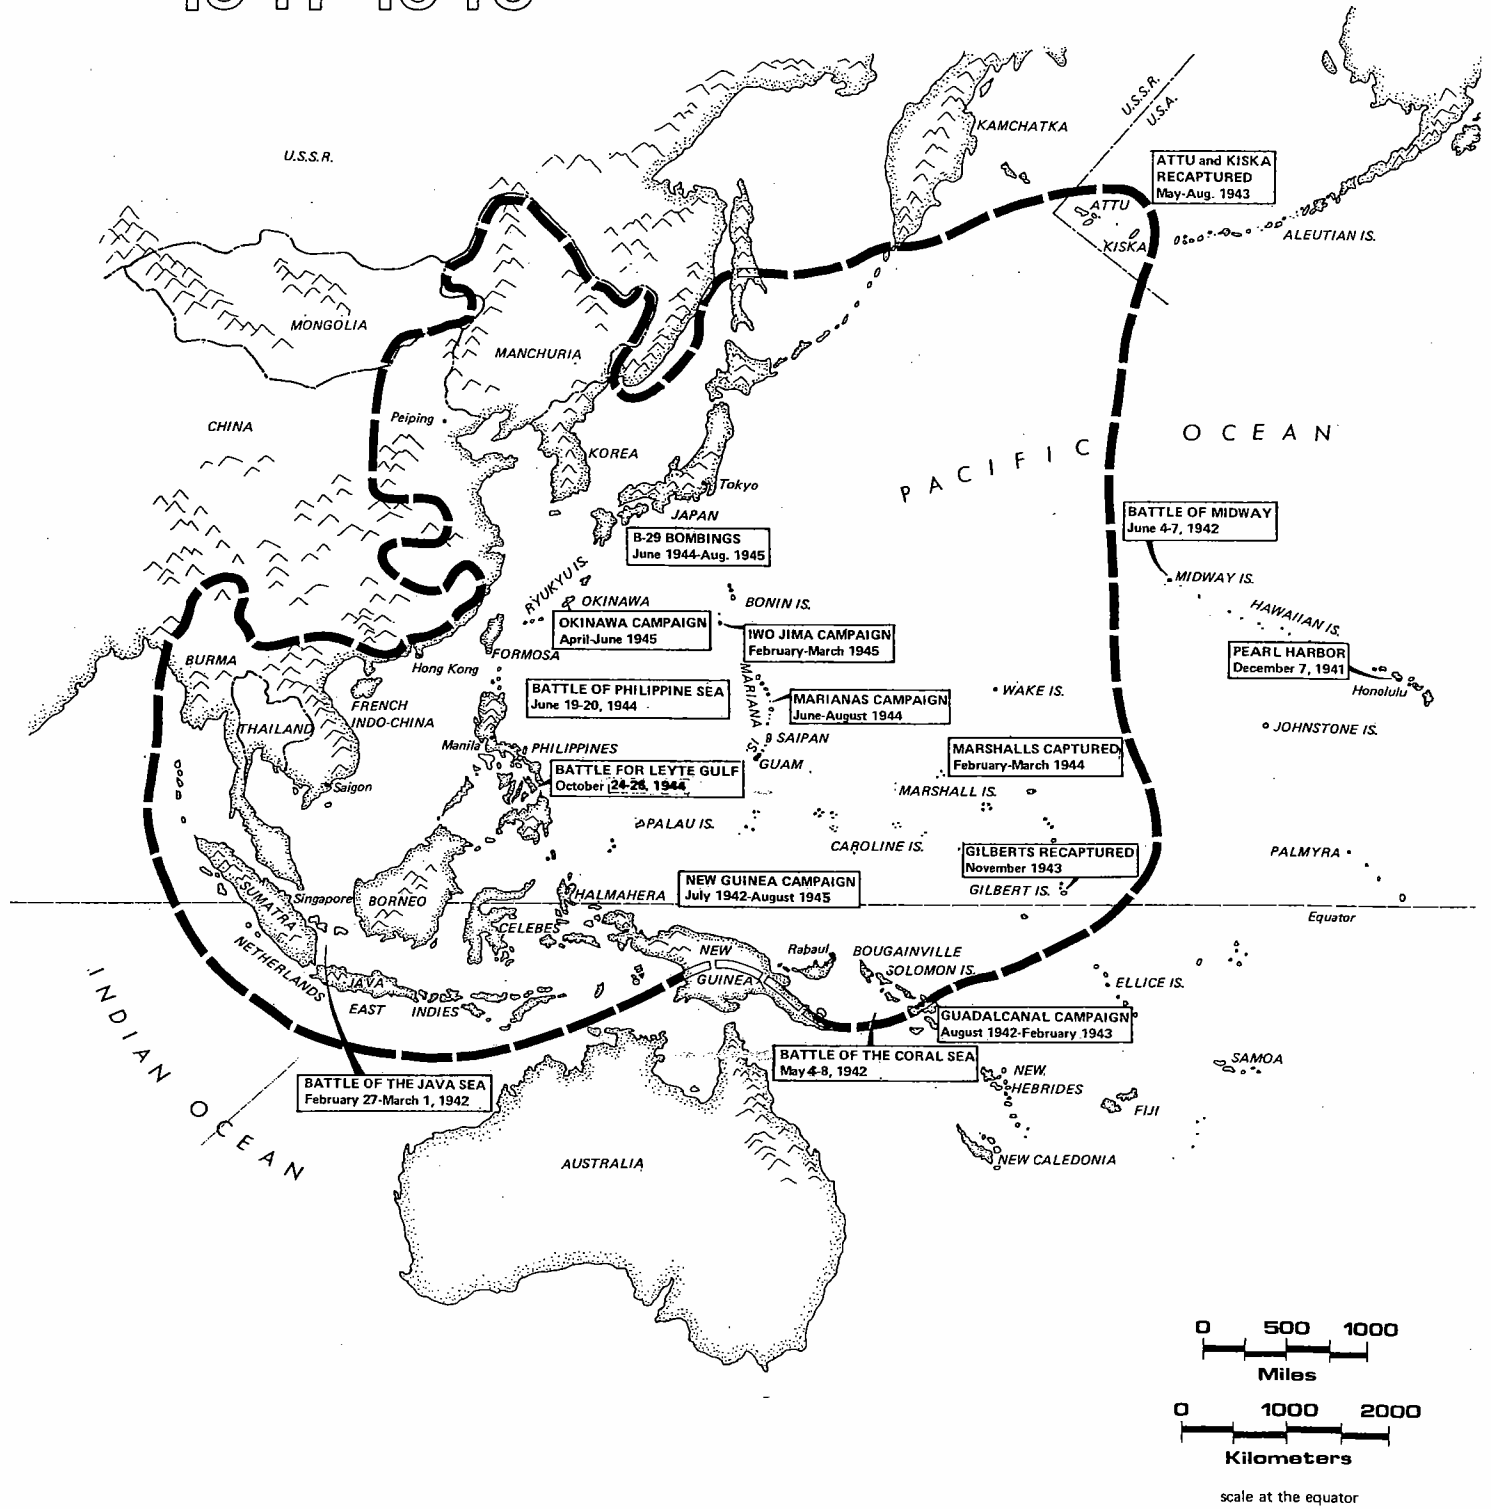 1941-1945
U.S.S.R.
U.S.A.
KAMCHATKA
U.S.S.R.
ATTU and KISKA
RECAPTURED
May-Aug. 1943
ATTU
KISKA
ALEUTIAN IS.
MONGOLIA
MANCHURIA
CHINA
Peiping
KOREA
PACIFIC OCEAN
Tokyo
JAPAN
BATTLE OF MIDWAY
June 4-7, 1942
B-29 BOMBINGS
June 1944-Aug. 1945
MIDWAY IS.
RYUKYU IS.
OKINAWA
BONIN IS.
HAWAIIAN IS.
OKINAWA CAMPAIGN
April-June 1945
IWO JIMA CAMPAIGN
February-March 1945
PEARL HARBOR
December 7, 1941
BURMA
Hong Kong
FORMOSA
Honolulu
BATTLE OF PHILIPPINE SEA
June 19-20, 1944
MARIANA IS.
MARIANAS CAMPAIGN
June-August 1944
WAKE IS.
FRENCH
INDO-CHINA
THAILAND
JOHNSTONE IS.
Manila
PHILIPPINES
SAIPAN
GUAM
MARSHALLS CAPTURED
February-March 1944
BATTLE FOR LEYTE GULF
October 24-26, 1944
Saigon
MARSHALL IS.
PALAU IS.
CAROLINE IS.
GILBERTS RECAPTURED
November 1943
PALMYRA
GILBERT IS.
NEW GUINEA CAMPAIGN
July 1942-August 1945
SUMATRA
Singapore
BORNEO
HALMAHERA
CELEBES
Equator
NETHERLANDS
EAST INDIES
JAVA
NEW
GUINEA
Rabaul
BOUGAINVILLE
SOLOMON IS.
ELLICE IS.
GUADALCANAL CAMPAIGN
August 1942-February 1943
BATTLE OF THE CORAL SEA
May 4-8, 1942
SAMOA
NEW
HEBRIDES
FIJI
BATTLE OF THE JAVA SEA
February 27-March 1, 1942
INDIAN OCEAN
AUSTRALIA
NEW CALEDONIA
0 500 1000
Miles
0 1000 2000
Kilometers
scale at the equator